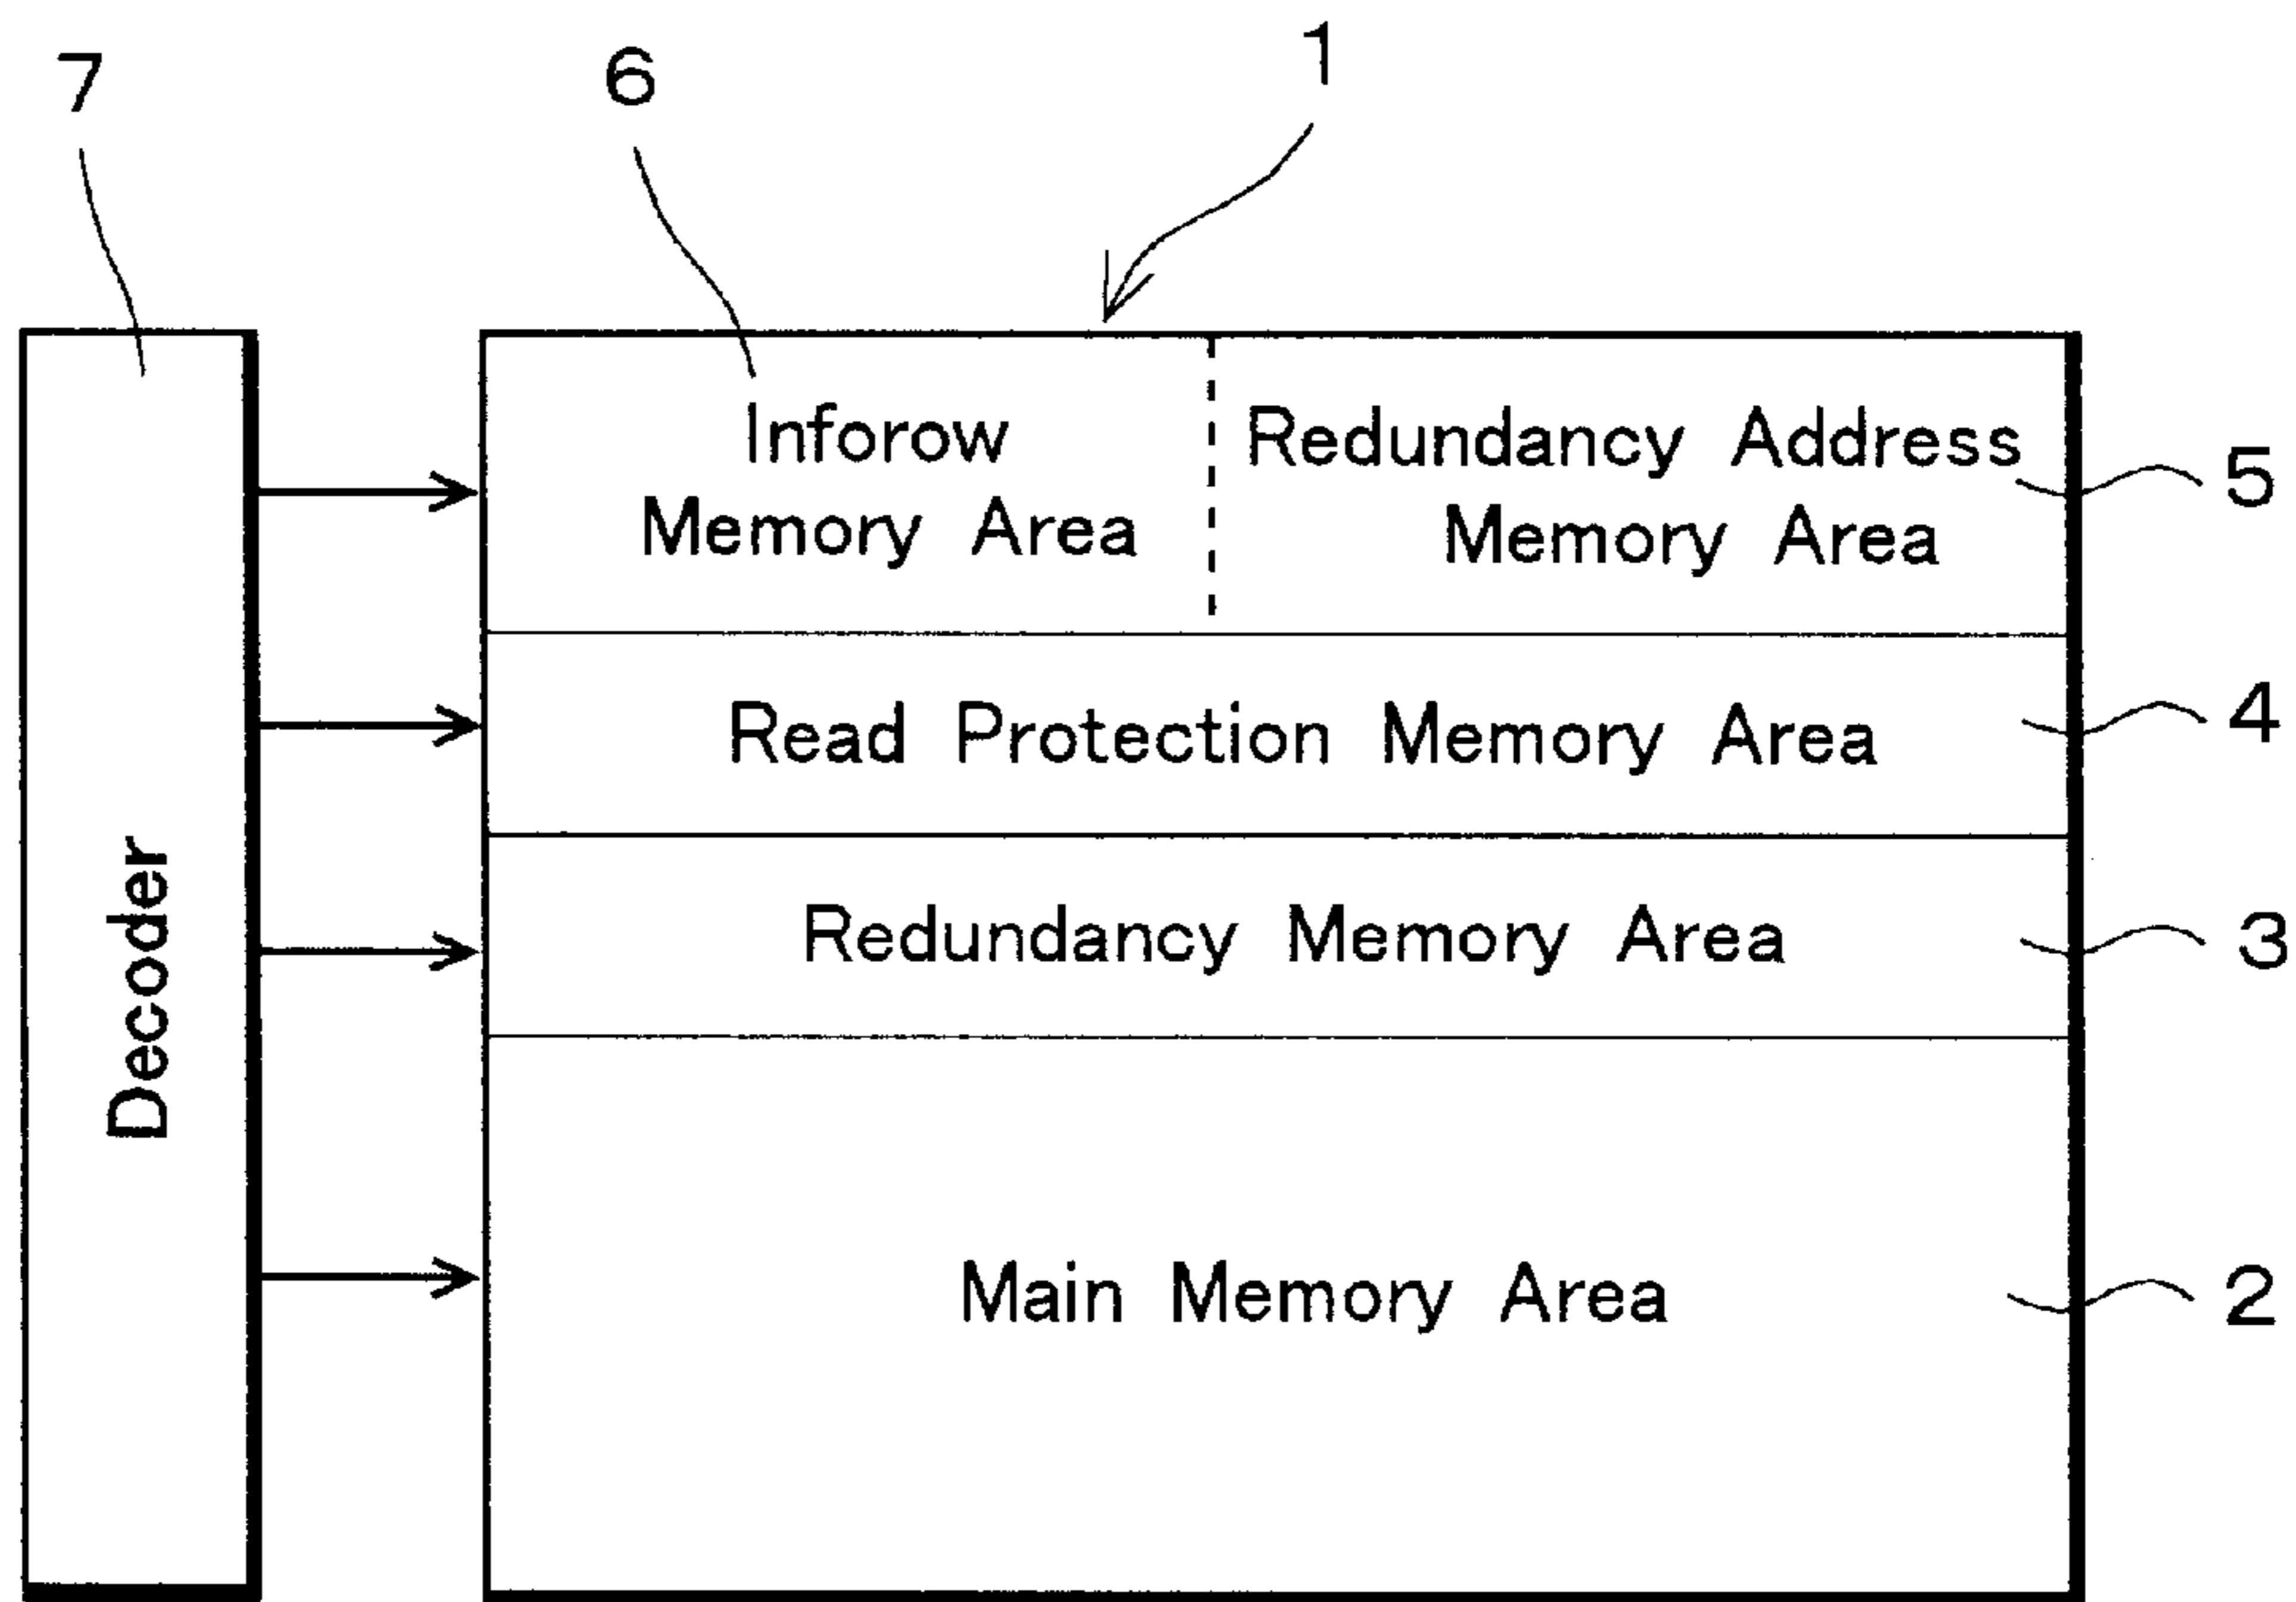 7
6
1
Inforow
Memory Area
Redundancy Address
Memory Area
5
Read Protection Memory Area
4
Decoder
Redundancy Memory Area
3
Main Memory Area
2